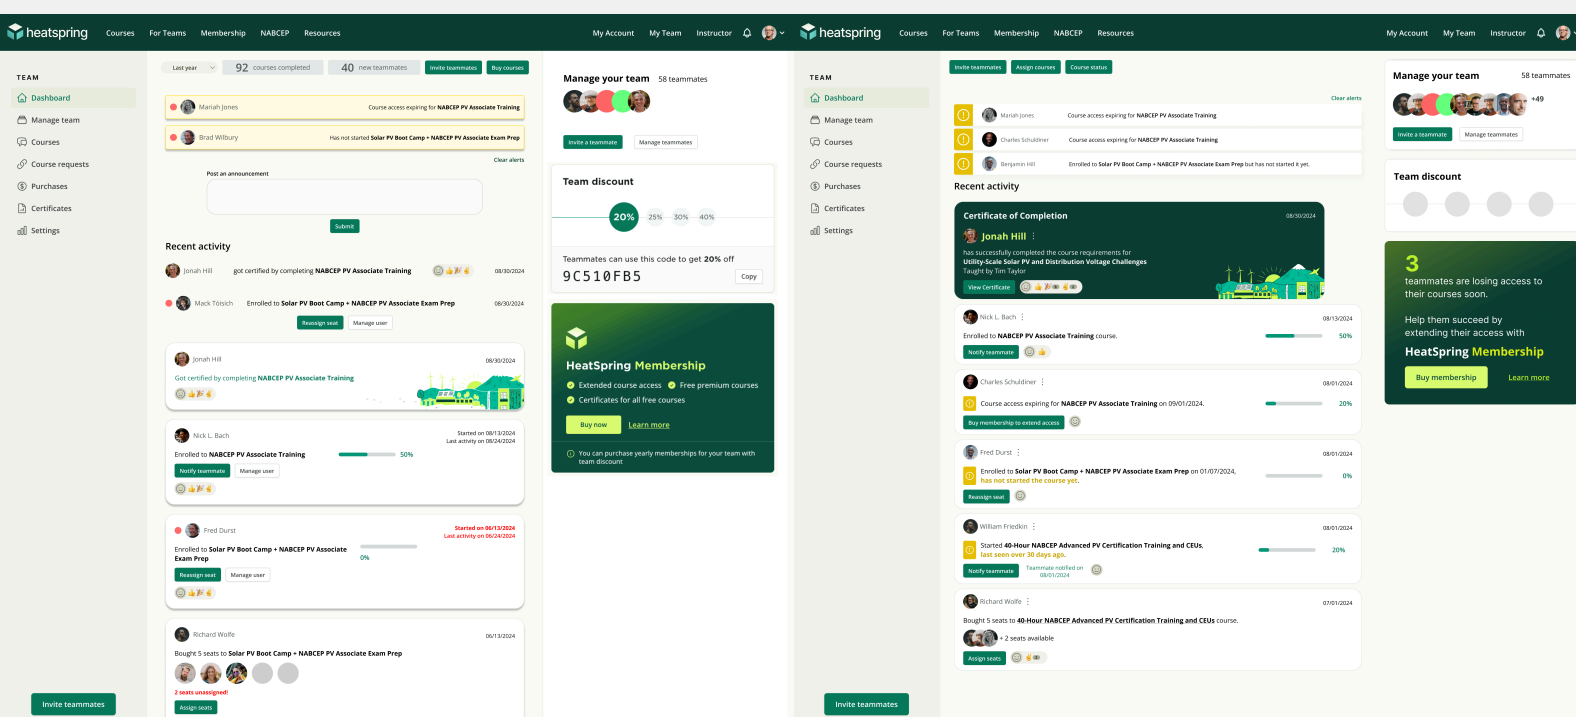 heatspring
Courses
For Teams
Membership
NABCEP
Resources
My Account
My Team
Instructor
TEAM
Dashboard
Manage team
Courses
Course requests
Purchases
Certificates
Settings
Invite teammates
Last year
92 courses completed
40 new teammates
Invite teammates
Buy courses
Mariah Jones
Course access expiring for NABCEP PV Associate Training
Brad Wilbury
Has not started Solar PV Boot Camp + NABCEP PV Associate Exam Prep
Clear alerts
Post an announcement
Submit
Recent activity
Jonah Hill
got certified by completing NABCEP PV Associate Training
08/30/2024
Mack Tötsich
Enrolled to Solar PV Boot Camp + NABCEP PV Associate Exam Prep
08/30/2024
Reassign seat
Manage user
Jonah Hill
08/30/2024
Got certified by completing NABCEP PV Associate Training
Nick L. Bach
Started on 08/13/2024
Last activity on 08/24/2024
Enrolled to NABCEP PV Associate Training
50%
Notify teammate
Manage user
Fred Durst
Started on 06/13/2024
Last activity on 06/24/2024
Enrolled to Solar PV Boot Camp + NABCEP PV Associate
Exam Prep
0%
Reassign seat
Manage user
Richard Wolfe
06/13/2024
Bought 5 seats to Solar PV Boot Camp + NABCEP PV Associate Exam Prep
2 seats unassigned!
Assign seats
Manage your team
58 teammates
Invite a teammate
Manage teammates
Team discount
20%
25%
30%
40%
Teammates can use this code to get 20% off
9C510FB5
Copy
HeatSpring Membership
Extended course access
Free premium courses
Certificates for all free courses
Buy now
Learn more
You can purchase yearly memberships for your team with
team discount
heatspring
Courses
For Teams
Membership
NABCEP
Resources
My Account
My Team
Instructor
TEAM
Dashboard
Manage team
Courses
Course requests
Purchases
Certificates
Settings
Invite teammates
Invite teammates
Assign courses
Course status
Clear alerts
Mariah Jones
Course access expiring for NABCEP PV Associate Training
Charles Schuldiner
Course access expiring for NABCEP PV Associate Training
Benjamin Hill
Enrolled to Solar PV Boot Camp + NABCEP PV Associate Exam Prep but has not started it yet.
Recent activity
Certificate of Completion
08/30/2024
Jonah Hill
has successfully completed the course requirements for
Utility-Scale Solar PV and Distribution Voltage Challenges
Taught by Tim Taylor
View Certificate
Nick L. Bach
08/13/2024
Enrolled to NABCEP PV Associate Training course.
50%
Notify teammate
Charles Schuldiner
08/01/2024
Course access expiring for NABCEP PV Associate Training on 09/01/2024.
20%
Buy membership to extend access
Fred Durst
08/01/2024
Enrolled to Solar PV Boot Camp + NABCEP PV Associate Exam Prep on 01/07/2024,
has not started the course yet.
0%
Reassign seat
William Friedkin
08/01/2024
Started 40-Hour NABCEP Advanced PV Certification Training and CEUs,
last seen over 30 days ago.
20%
Notify teammate
Teammate notified on
08/01/2024
Richard Wolfe
07/01/2024
Bought 5 seats to 40-Hour NABCEP Advanced PV Certification Training and CEUs course.
+ 2 seats available
Assign seats
Manage your team
58 teammates
+49
Invite a teammate
Manage teammates
Team discount
3
teammates are losing access to
their courses soon.
Help them succeed by
extending their access with
HeatSpring Membership
Buy membership
Learn more